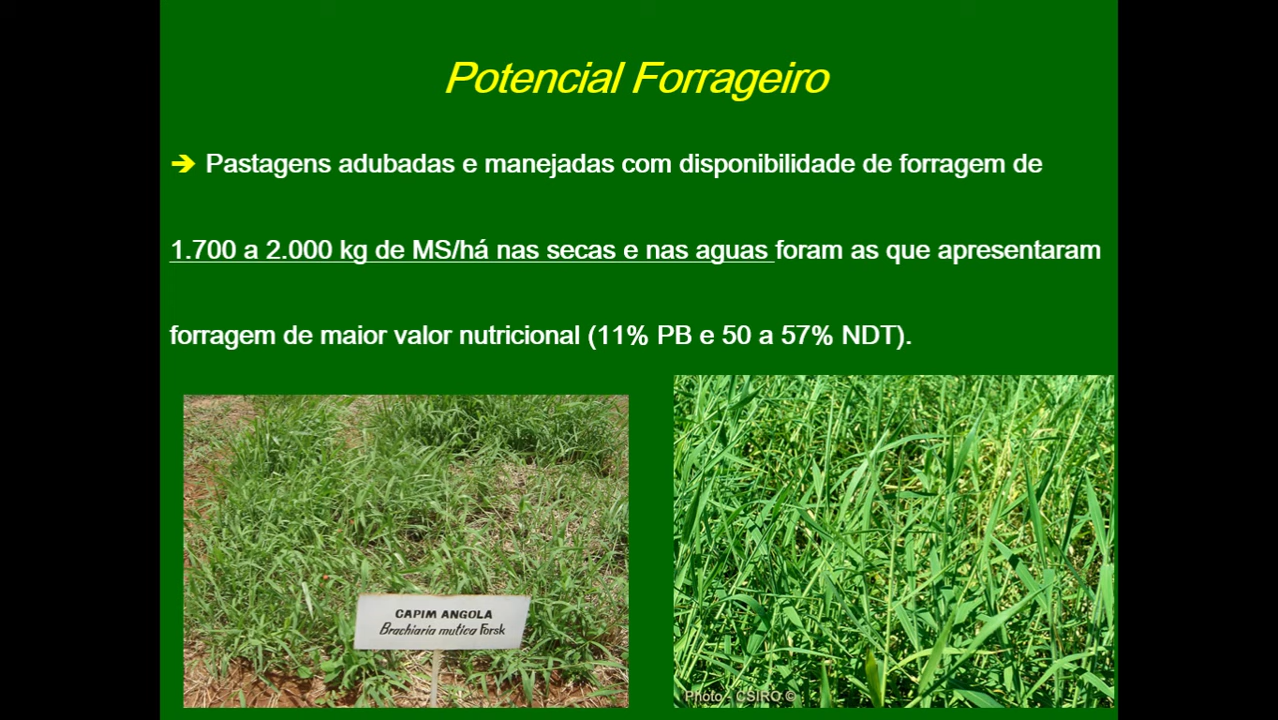 Potencial Forrageiro
➔ Pastagens adubadas e manejadas com disponibilidade de forragem de
1.700 a 2.000 kg de MS/há nas secas e nas aguas foram as que apresentaram
forragem de maior valor nutricional (11% PB e 50 a 57% NDT).
CAPIM ANGOLA
Brachiaria mutica Forsk
Photo - CSIRO ©